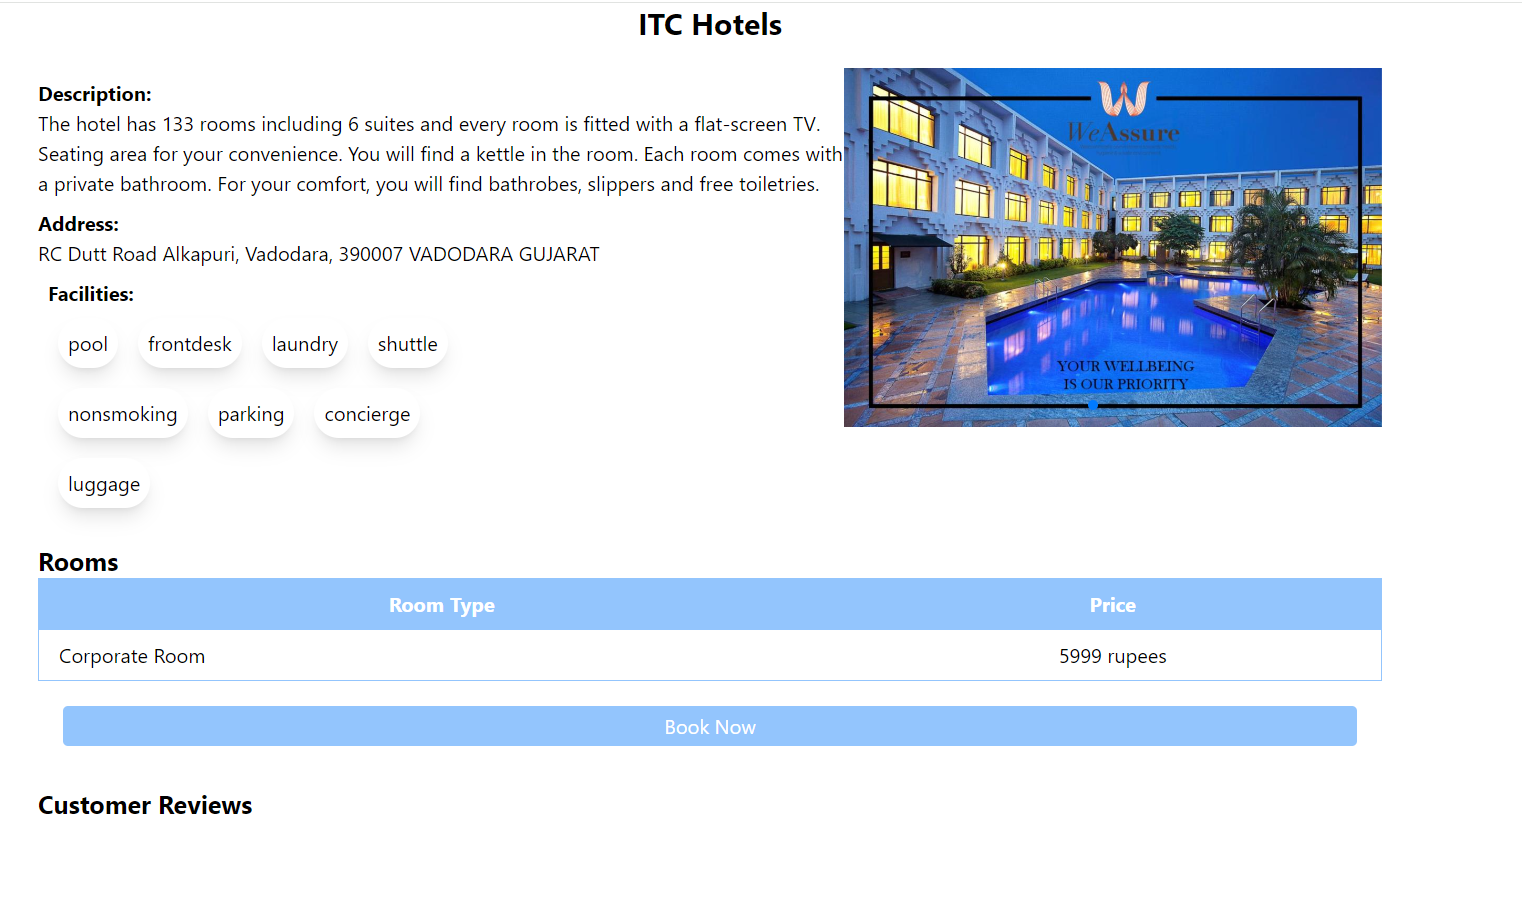 ITC Hotels
Description:
The hotel has 133 rooms including 6 suites and every room is fitted with a flat-screen TV.
Seating area for your convenience. You will find a kettle in the room. Each room comes with
a private bathroom. For your comfort, you will find bathrobes, slippers and free toiletries.
Address:
RC Dutt Road Alkapuri, Vadodara, 390007 VADODARA GUJARAT
Facilities:
pool frontdesk laundry shuttle
nonsmoking parking concierge
luggage
WeAssure
YOUR WELLBEING
IS OUR PRIORITY
Rooms
Room Type Price
Corporate Room 5999 rupees
Book Now
Customer Reviews